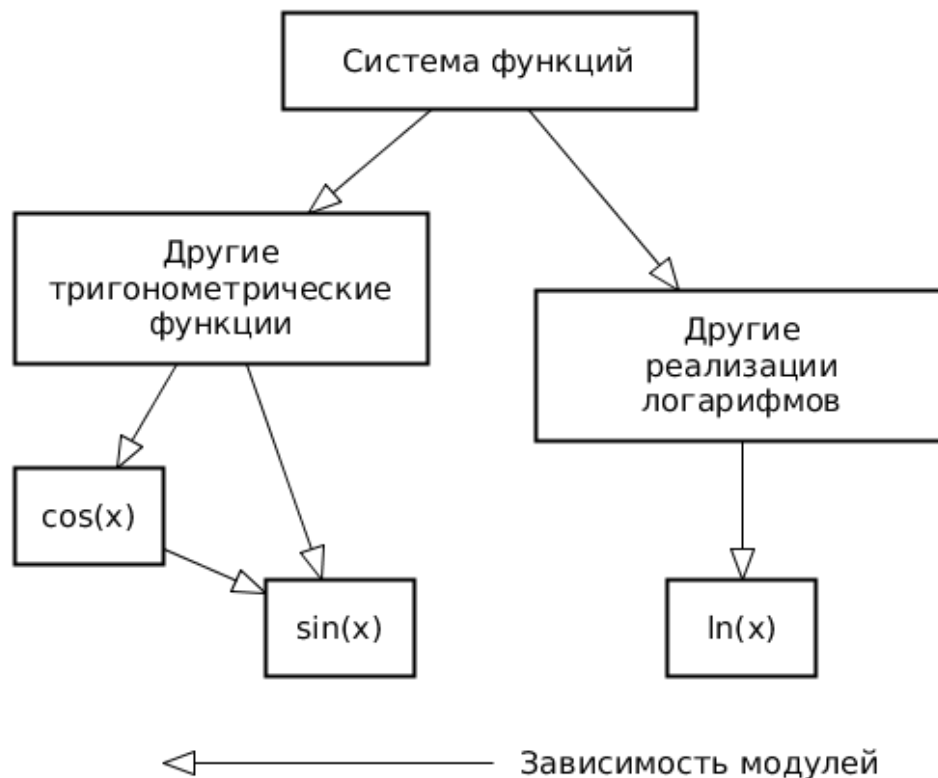 Система функций
Другие
тригонометрические
функции
Другие
реализации
логарифмов
cos(x)
sin(x)
ln(x)
Зависимость модулей